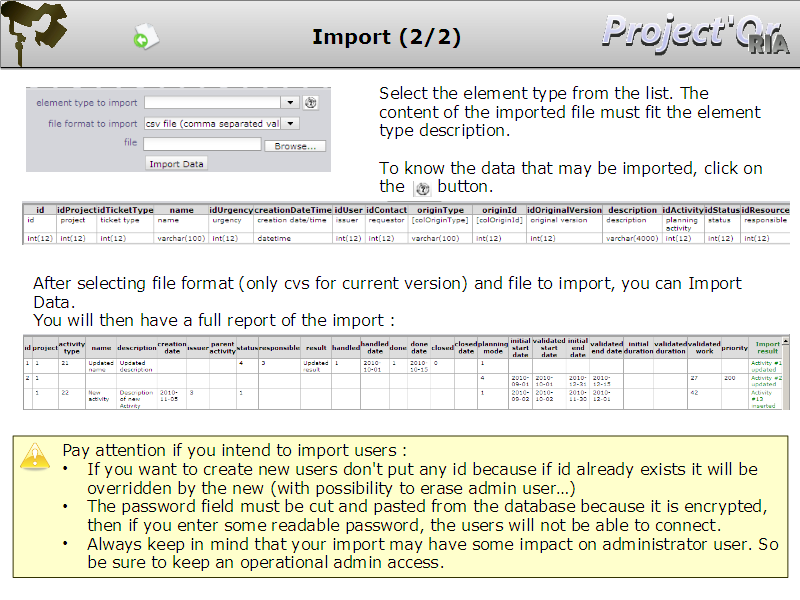 Import (2/2)
Project'Or
RIA
element type to import
file format to import csv file (comma separated val
file Browse...
Import Data
Select the element type from the list. The
content of the imported file must fit the element
type description.
To know the data that may be imported, click on
the button.
id idProject idTicketType name idUrgency creationDateTime idUser idContact originType originId idOriginalVersion description idActivity idStatus idResource
id project ticket type name urgency creation date/time issuer requestor [colOriginType] [colOriginId] original version description planning activity status responsible
int(12) int(12) int(12) varchar(100) int(12) datetime int(12) int(12) varchar(100) int(12) int(12) varchar(4000) int(12) int(12) int(12)
After selecting file format (only cvs for current version) and file to import, you can Import
Data.
You will then have a full report of the import :
id project activity type name description creation date issuer parent activity status responsible result handled handled date done done date closed closed date planning mode initial start date validated start date initial end date validated end date initial duration validated duration validated work priority Import result
1 1 21 Updated name Updated description 4 3 Updated result 1 2010-10-01 1 2010-10-15 0 1 Activity #1 updated
2 1 4 2010-09-01 2010-10-01 2010-12-31 2010-12-15 27 200 Activity #2 updated
1 22 New activity Description of new Activity 2010-11-05 3 1 1 2010-09-02 2010-10-02 2010-11-30 2010-12-01 42 Activity #13 inserted
Pay attention if you intend to import users :
• If you want to create new users don't put any id because if id already exists it will be
overridden by the new (with possibility to erase admin user…)
• The password field must be cut and pasted from the database because it is encrypted,
then if you enter some readable password, the users will not be able to connect.
• Always keep in mind that your import may have some impact on administrator user. So
be sure to keep an operational admin access.